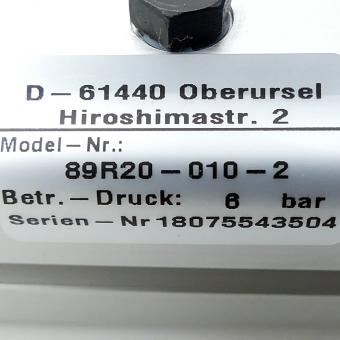 D-61440 Oberursel
Hiroshimastr. 2
Model-Nr.:
89R20-010-2
Betr.-Druck: 6 bar
Serien-Nr 18075543504